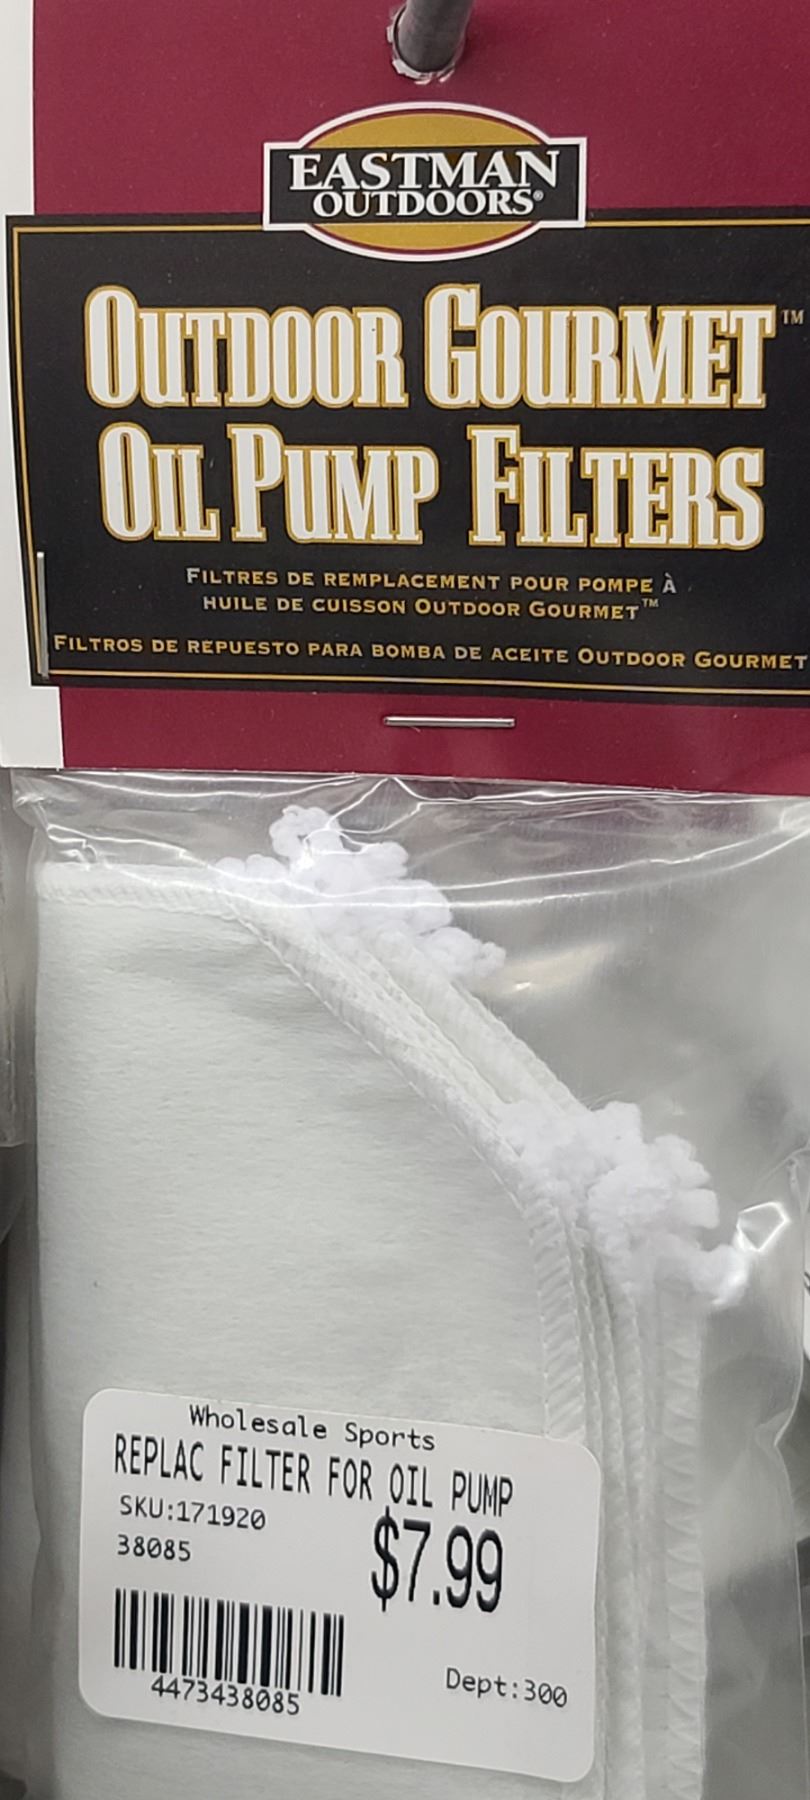 EASTMAN
OUTDOORS®
OUTDOOR GOURMET™
OIL PUMP FILTERS
FILTRES DE REMPLACEMENT POUR POMPE À
HUILE DE CUISSON OUTDOOR GOURMET™
FILTROS DE REPUESTO PARA BOMBA DE ACEITE OUTDOOR GOURMET
Wholesale Sports
REPLAC FILTER FOR OIL PUMP
SKU:171920
38085
$7.99
4473438085
Dept:300